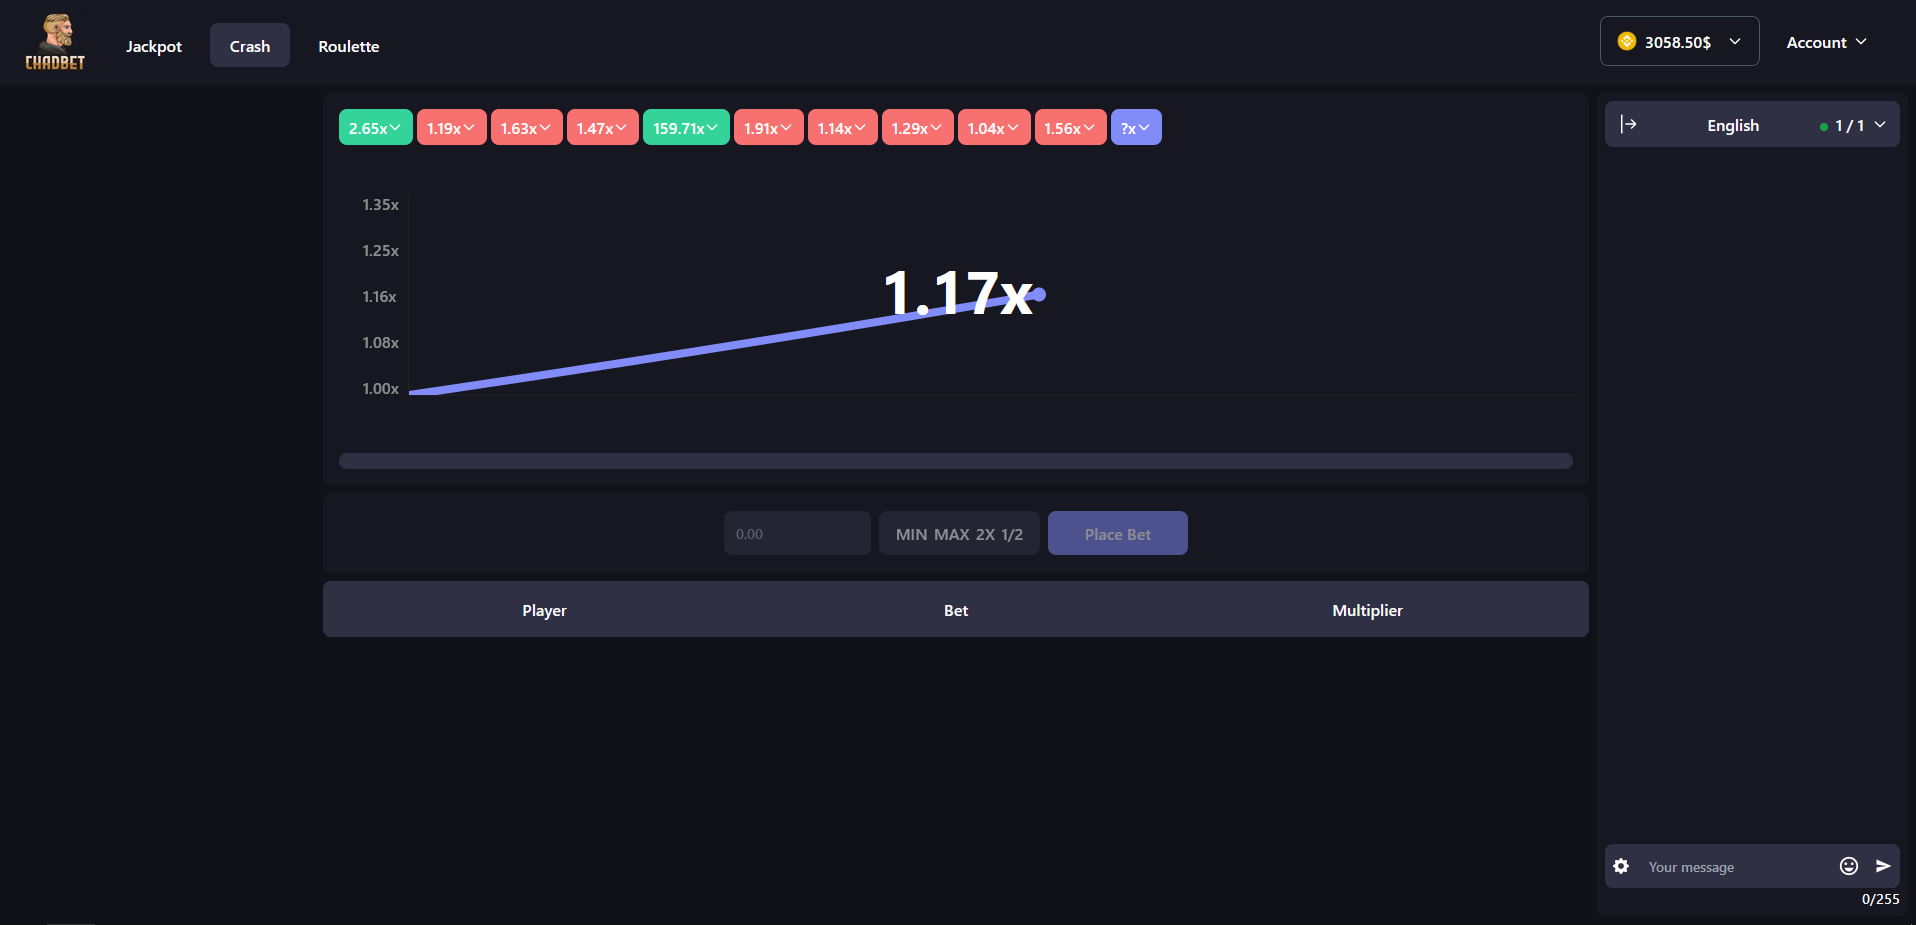 CHADBET
Jackpot Crash Roulette
3058.50$ Account
2.65x 1.19x 1.63x 1.47x 159.71x 1.91x 1.14x 1.29x 1.04x 1.56x ?x
English 1 / 1
1.35x
1.25x
1.17x
1.16x
1.08x
1.00x
0.00 MIN MAX 2X 1/2 Place Bet
Player Bet Multiplier
Your message
0/255